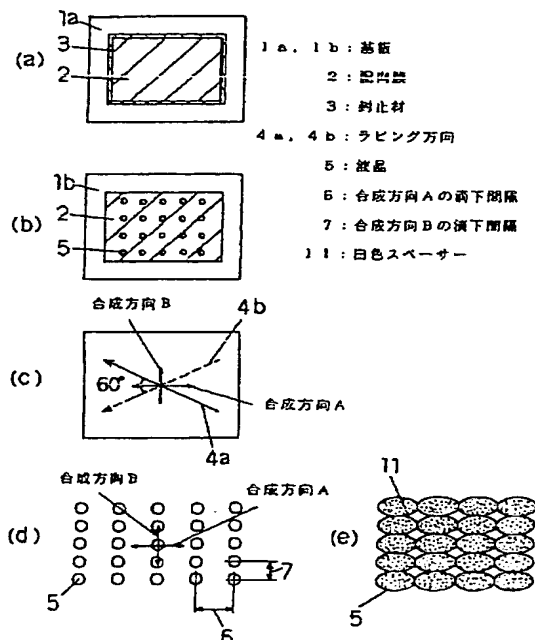 1a
(a)
3
2
1a, 1b : 基板
2 : 配向膜
3 : 封止材
4a, 4b : ラビング方向
5 : 液晶
6 : 合成方向Aの滴下間隔
7 : 合成方向Bの滴下間隔
11 : 白色スペーサー
1b
(b)
2
5
合成方向B
4b
(c)
60°
合成方向A
4a
合成方向B
合成方向A
(d)
7
5
6
11
(e)
5